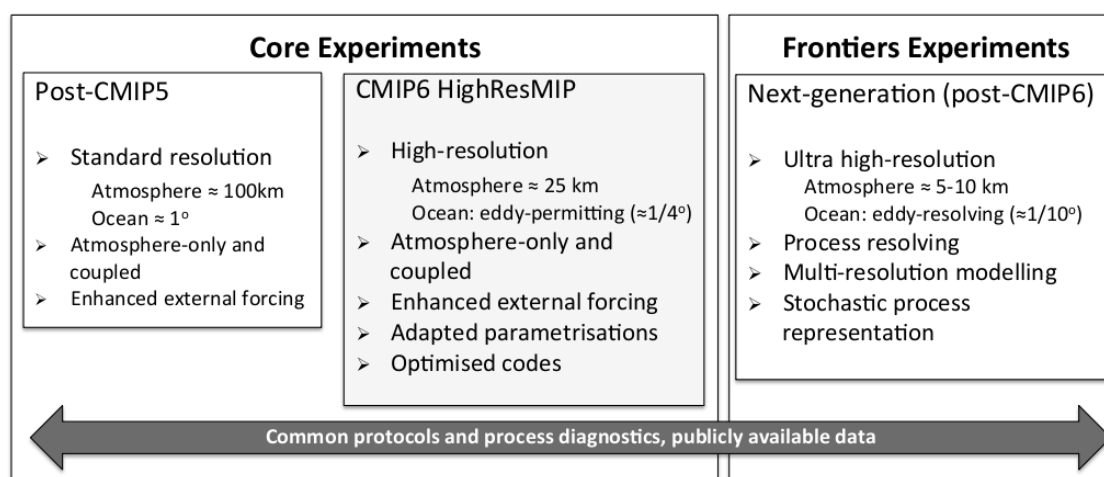 Core Experiments
Post-CMIP5
➢ Standard resolution
Atmosphere ≈ 100km
Ocean ≈ 1º
➢ Atmosphere-only and
coupled
➢ Enhanced external forcing
CMIP6 HighResMIP
➢ High-resolution
Atmosphere ≈ 25 km
Ocean: eddy-permitting (≈1/4º)
➢ Atmosphere-only and
coupled
➢ Enhanced external forcing
➢ Adapted parametrisations
➢ Optimised codes
Frontiers Experiments
Next-generation (post-CMIP6)
➢ Ultra high-resolution
Atmosphere ≈ 5-10 km
Ocean: eddy-resolving (≈1/10º)
➢ Process resolving
➢ Multi-resolution modelling
➢ Stochastic process
representation
Common protocols and process diagnostics, publicly available data